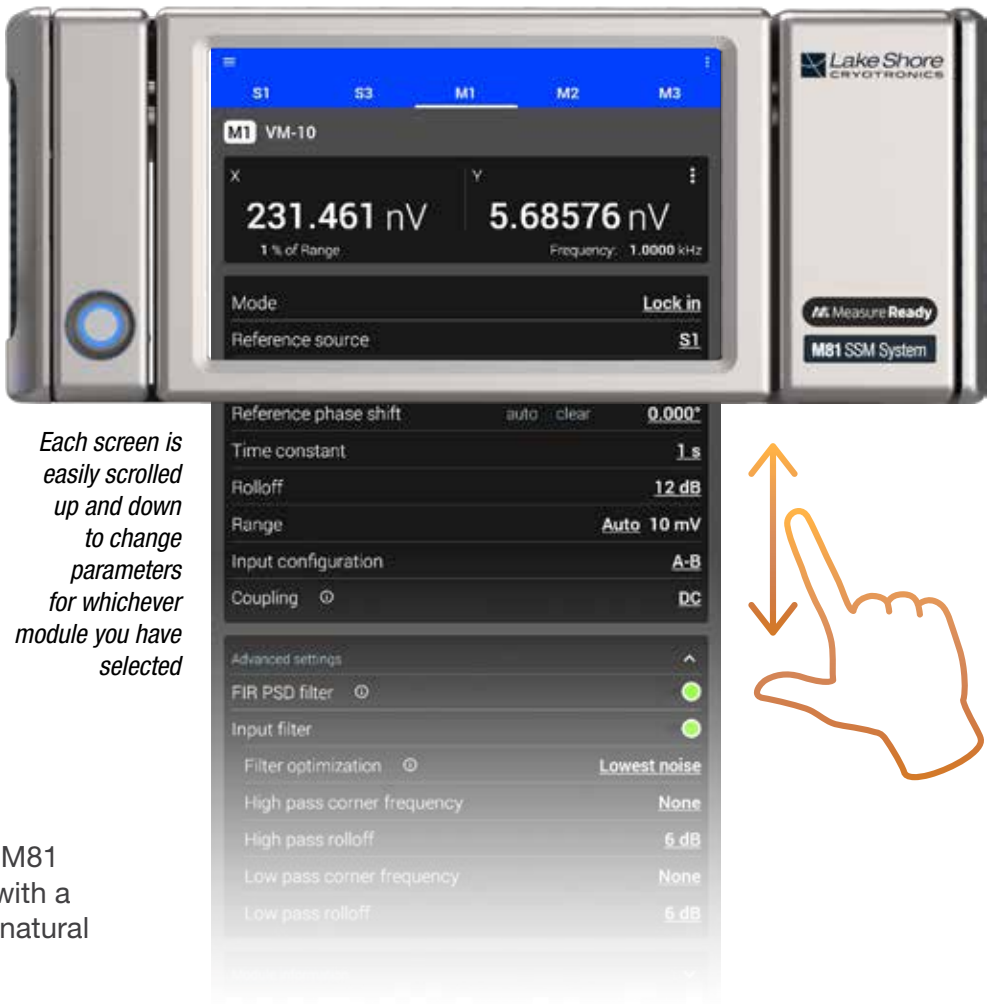 Lake Shore
CRYOTRONICS
S1 S3 M1 M2 M3
M1 VM-10
X Y
231.461 nV 5.68576 nV
1 % of Range Frequency: 1.0000 kHz
Mode Lock in
Reference source S1
MeasureReady
M81 SSM System
Reference phase shift auto clear 0.000°
Time constant 1 s
Rolloff 12 dB
Range Auto 10 mV
Input configuration A-B
Coupling DC
Each screen is
easily scrolled
up and down
to change
parameters
for whichever
module you have
selected
Advanced settings
FIR PSD filter
Input filter
Filter optimization Lowest noise
High pass corner frequency None
High pass rolloff 6 dB
Low pass corner frequency None
Low pass rolloff 6 dB
M81
with a
natural